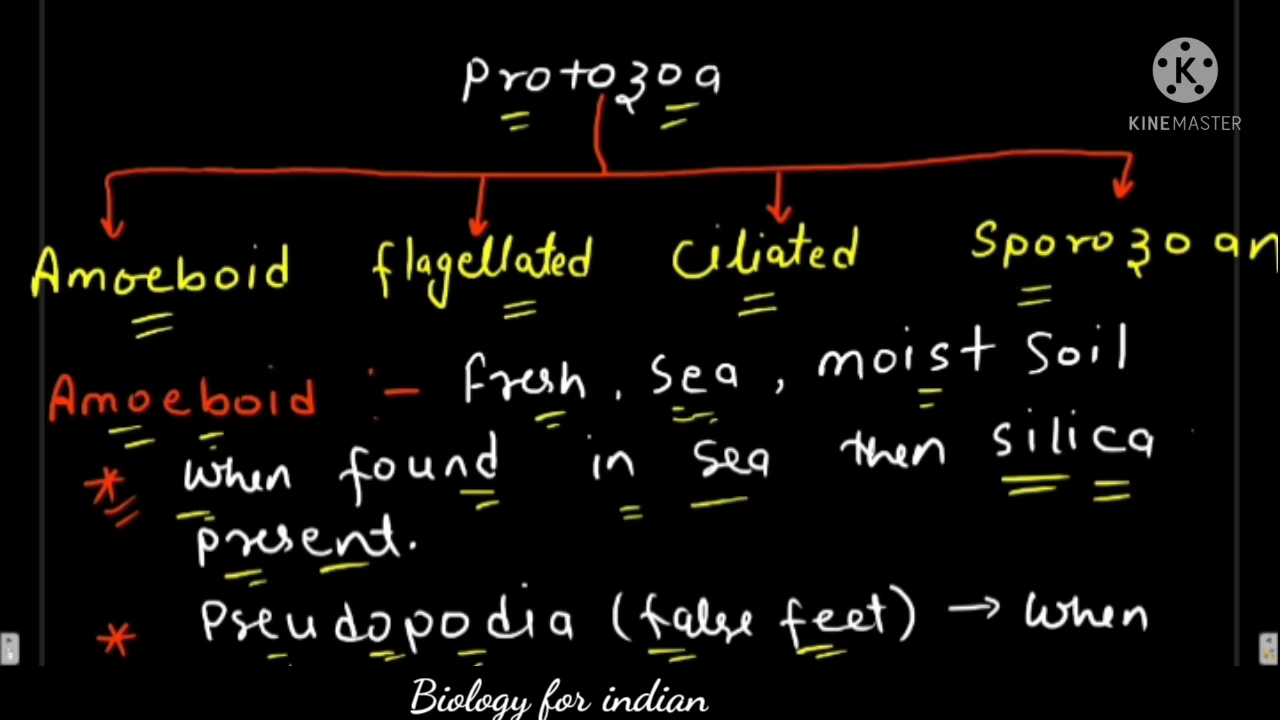 Protozoa
KINEMASTER
Amoeboid flagellated Ciliated Sporozoan
Amoeboid :- fresh, sea, moist soil
* when found in sea then silica
present.
* Pseudopodia (false feet) → when
Biology for indian